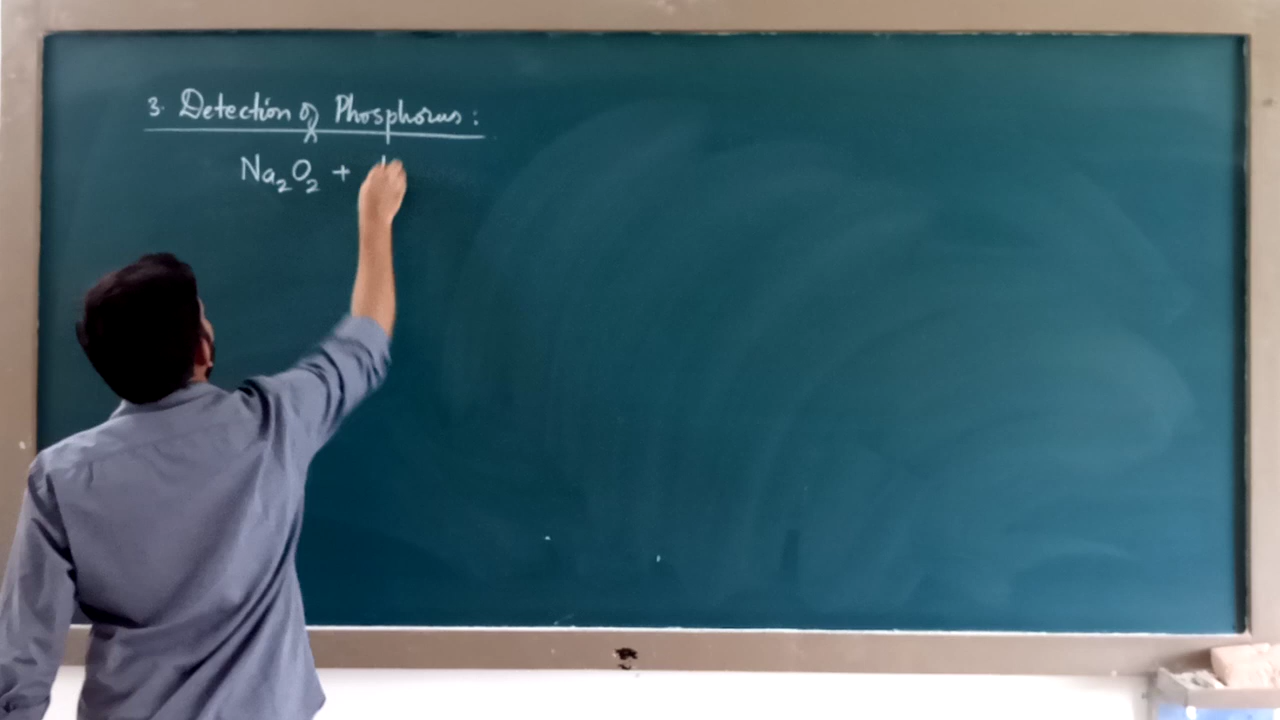 3. Detection of Phosphorus :
Na₂O₂ +